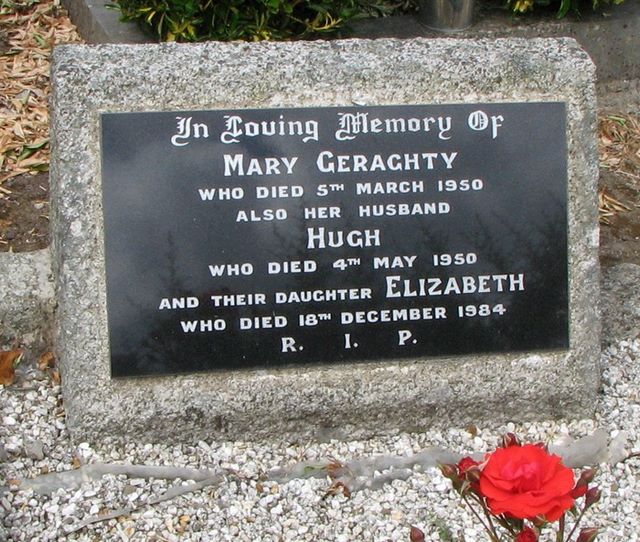 In Loving Memory Of
MARY GERAGHTY
WHO DIED 5TH MARCH 1950
ALSO HER HUSBAND
HUGH
WHO DIED 4TH MAY 1950
AND THEIR DAUGHTER ELIZABETH
WHO DIED 18TH DECEMBER 1984
R. I. P.